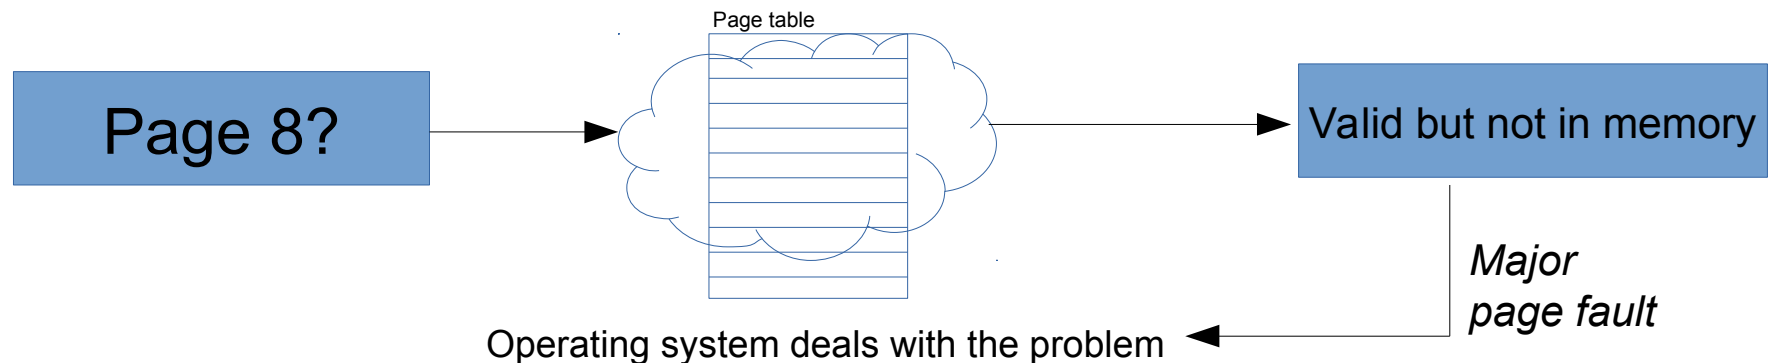 Page table
Page 8?
Valid but not in memory
Major
page fault
Operating system deals with the problem